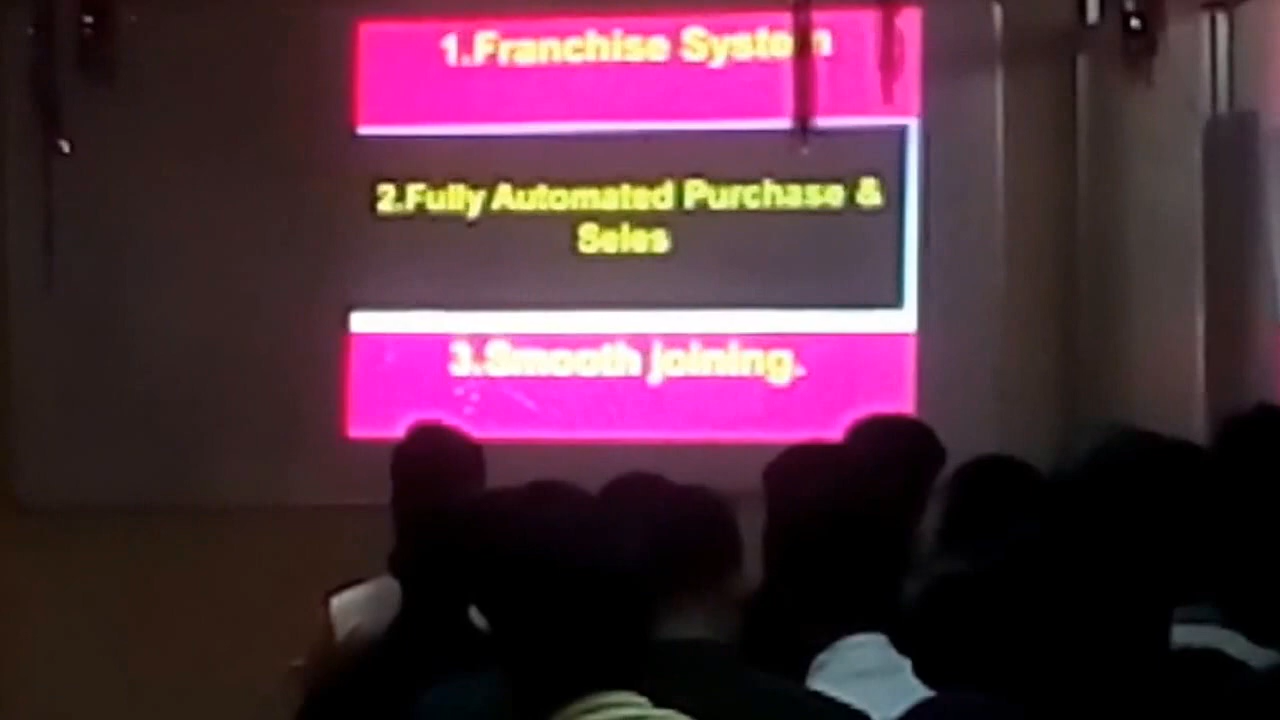 1.Franchise System
2.Fully Automated Purchase &
Sales
3.Smooth joining.